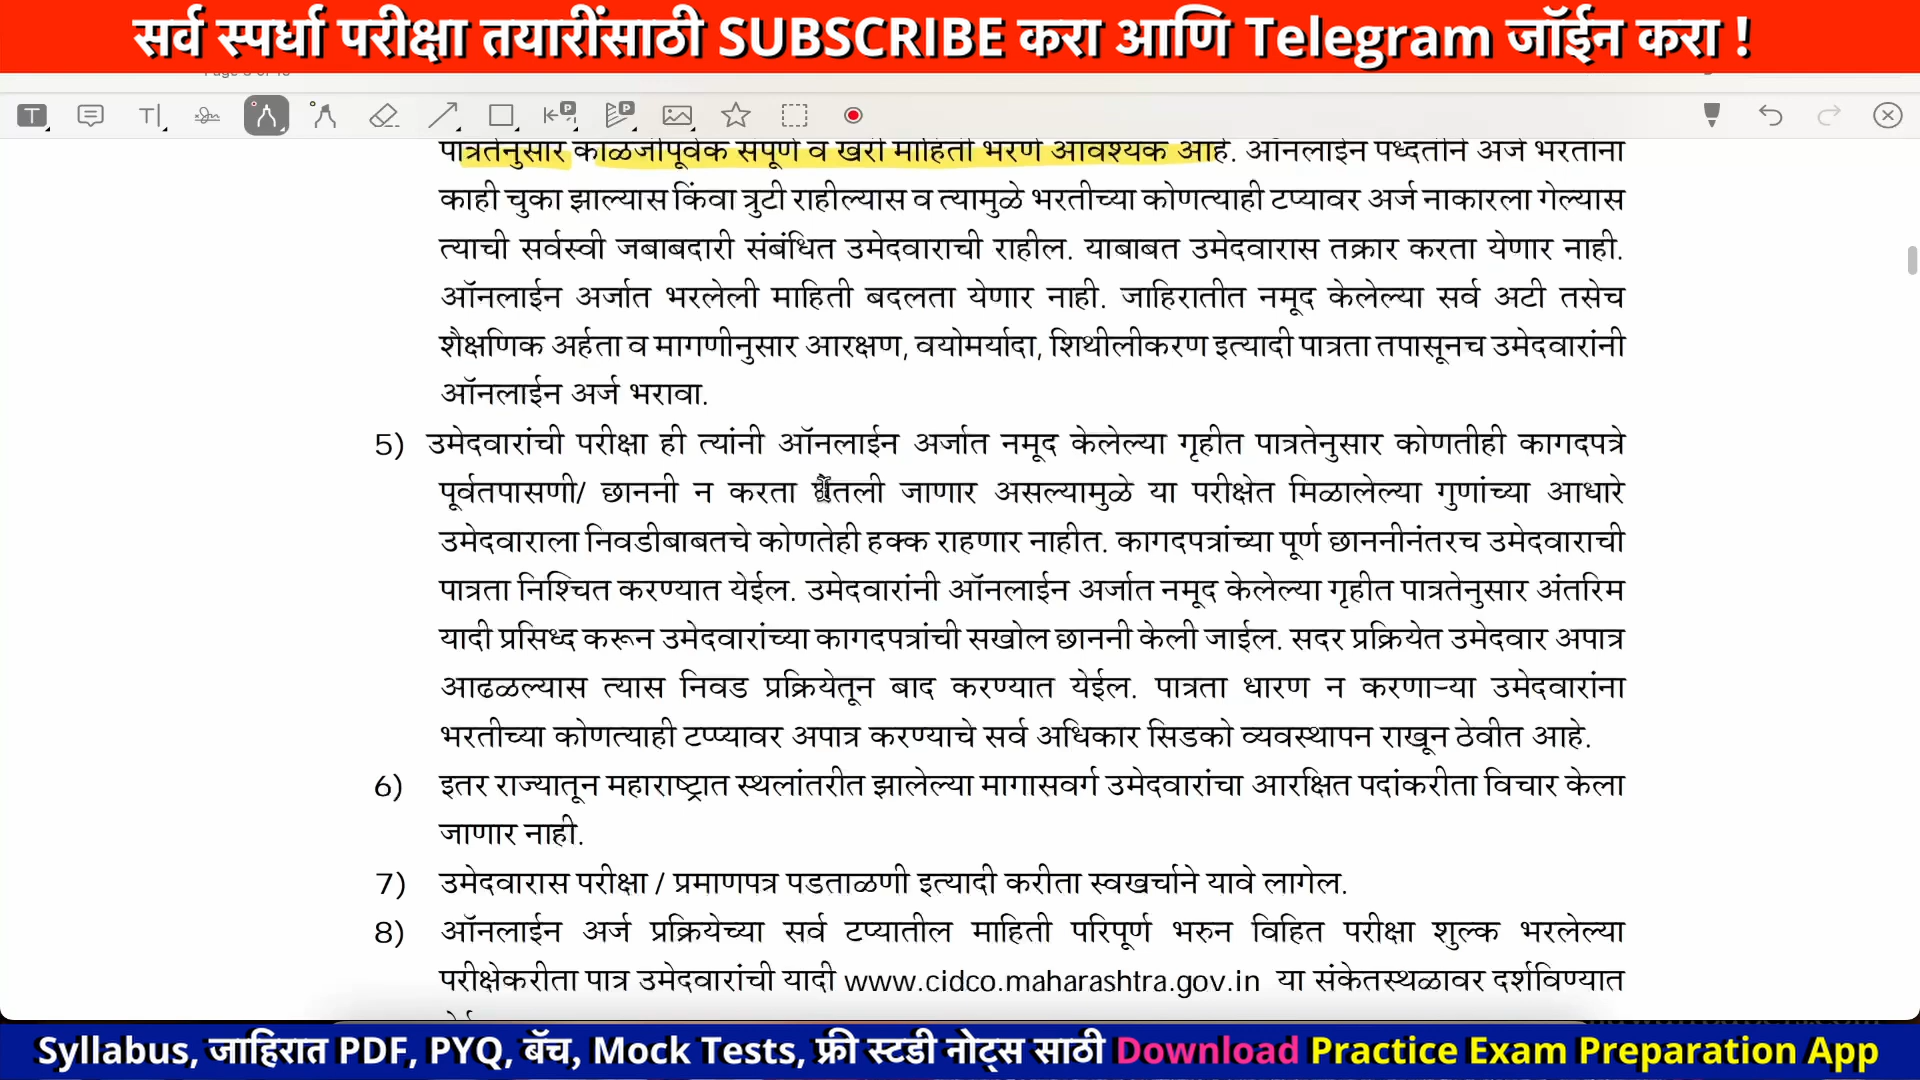 सर्व स्पर्धा परीक्षा तयारींसाठी SUBSCRIBE करा आणि Telegram जॉईन करा !
पात्रतेनुसार काळजीपूर्वक संपूर्ण व खरी माहिती भरणे आवश्यक आहे. ऑनलाईन पध्दतीने अर्ज भरताना
काही चुका झाल्यास किंवा त्रुटी राहील्यास व त्यामुळे भरतीच्या कोणत्याही टप्यावर अर्ज नाकारला गेल्यास
त्याची सर्वस्वी जबाबदारी संबंधित उमेदवाराची राहील. याबाबत उमेदवारास तक्रार करता येणार नाही.
ऑनलाईन अर्जात भरलेली माहिती बदलता येणार नाही. जाहिरातीत नमूद केलेल्या सर्व अटी तसेच
शैक्षणिक अर्हता व मागणीनुसार आरक्षण, वयोमर्यादा, शिथीलीकरण इत्यादी पात्रता तपासूनच उमेदवारांनी
ऑनलाईन अर्ज भरावा.
5) उमेदवारांची परीक्षा ही त्यांनी ऑनलाईन अर्जात नमूद केलेल्या गृहीत पात्रतेनुसार कोणतीही कागदपत्रे
पूर्वतपासणी/ छाननी न करता घेतली जाणार असल्यामुळे या परीक्षेत मिळालेल्या गुणांच्या आधारे
उमेदवाराला निवडीबाबतचे कोणतेही हक्क राहणार नाहीत. कागदपत्रांच्या पूर्ण छाननीनंतरच उमेदवाराची
पात्रता निश्चित करण्यात येईल. उमेदवारांनी ऑनलाईन अर्जात नमूद केलेल्या गृहीत पात्रतेनुसार अंतरिम
यादी प्रसिध्द करून उमेदवारांच्या कागदपत्रांची सखोल छाननी केली जाईल. सदर प्रक्रियेत उमेदवार अपात्र
आढळल्यास त्यास निवड प्रक्रियेतून बाद करण्यात येईल. पात्रता धारण न करणाऱ्या उमेदवारांना
भरतीच्या कोणत्याही टप्प्यावर अपात्र करण्याचे सर्व अधिकार सिडको व्यवस्थापन राखून ठेवीत आहे.
6) इतर राज्यातून महाराष्ट्रात स्थलांतरीत झालेल्या मागासवर्ग उमेदवारांचा आरक्षित पदांकरीता विचार केला
जाणार नाही.
7) उमेदवारास परीक्षा / प्रमाणपत्र पडताळणी इत्यादी करीता स्वखर्चाने यावे लागेल.
8) ऑनलाईन अर्ज प्रक्रियेच्या सर्व टप्यातील माहिती परिपूर्ण भरुन विहित परीक्षा शुल्क भरलेल्या
परीक्षेकरीता पात्र उमेदवारांची यादी www.cidco.maharashtra.gov.in या संकेतस्थळावर दर्शविण्यात
Syllabus, जाहिरात PDF, PYQ, बॅच, Mock Tests, फ्री स्टडी नोट्स साठी Download Practice Exam Preparation App